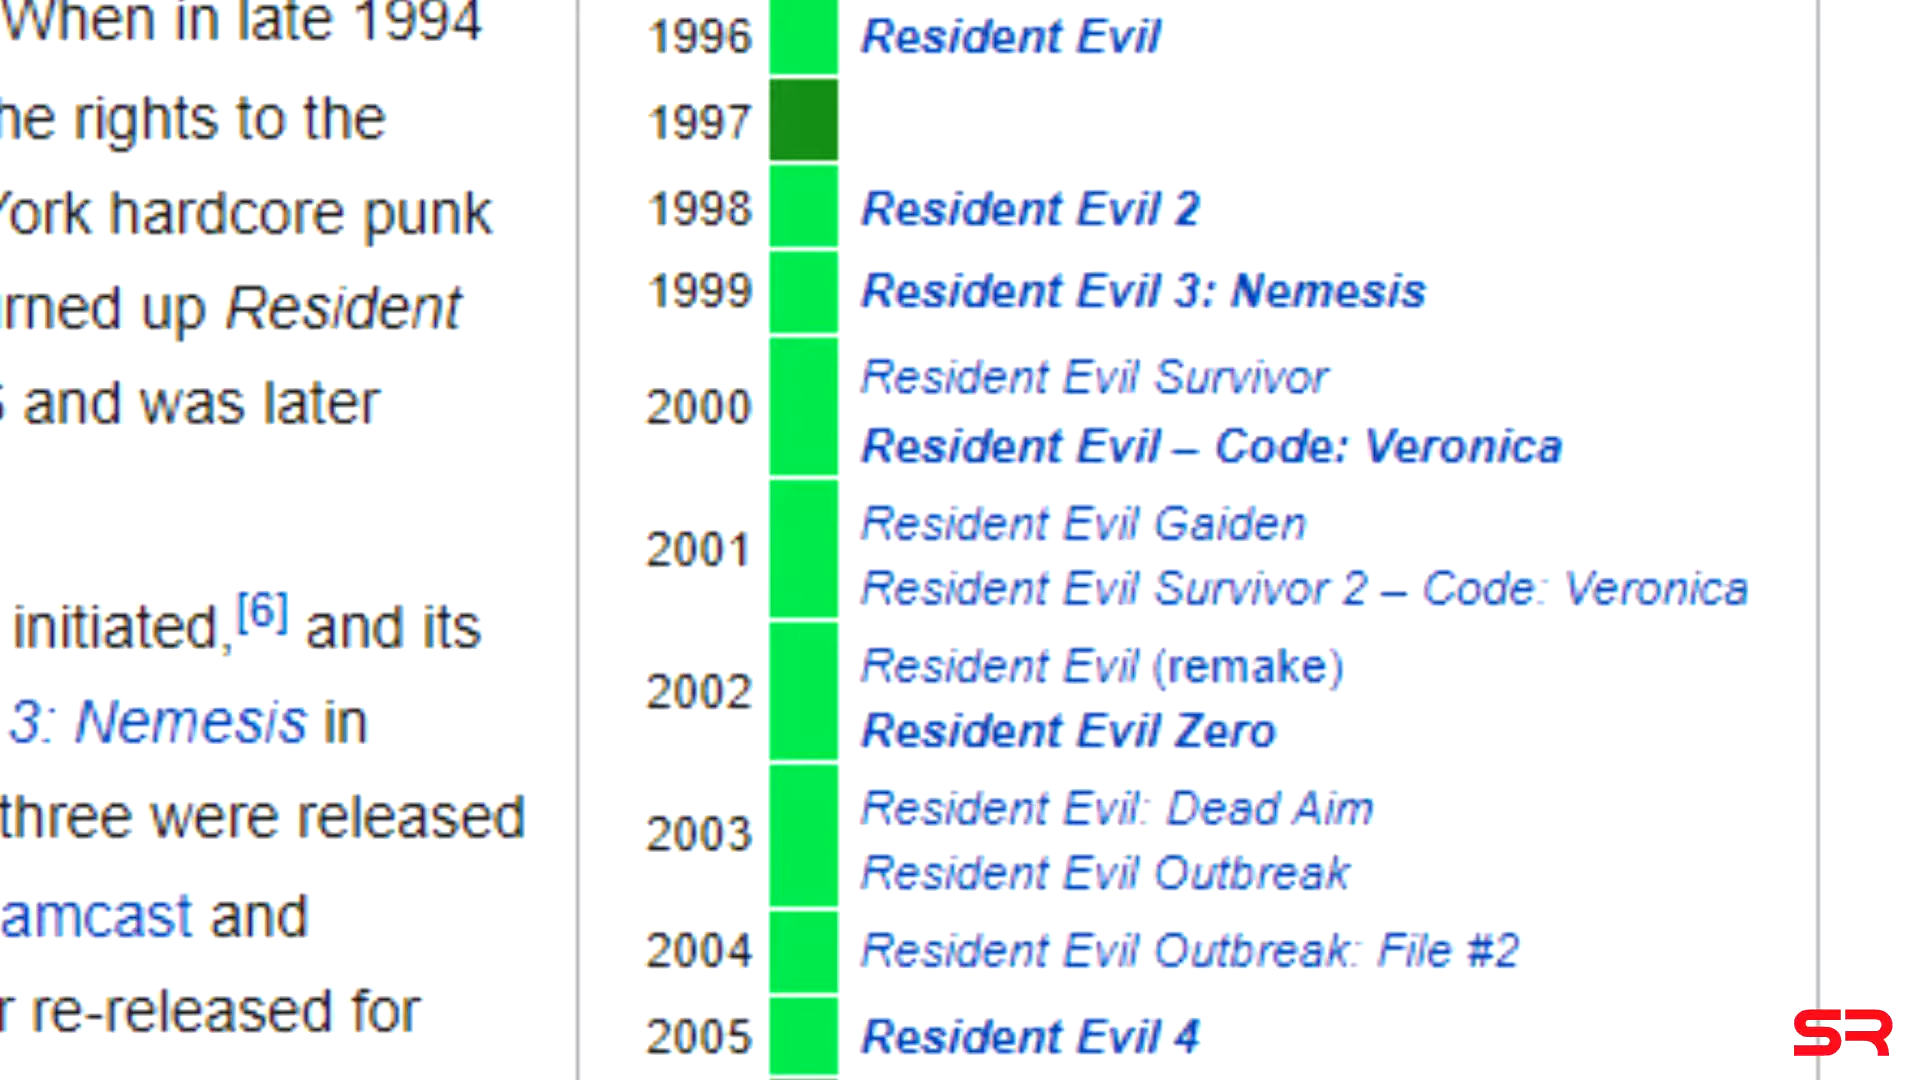 When in late 1994
he rights to the
York hardcore punk
urned up Resident
and was later
initiated,[6] and its
3: Nemesis in
three were released
amcast and
r re-released for
1996 Resident Evil
1997
1998 Resident Evil 2
1999 Resident Evil 3: Nemesis
2000 Resident Evil Survivor
Resident Evil – Code: Veronica
2001 Resident Evil Gaiden
Resident Evil Survivor 2 – Code: Veronica
2002 Resident Evil (remake)
Resident Evil Zero
2003 Resident Evil: Dead Aim
Resident Evil Outbreak
2004 Resident Evil Outbreak: File #2
2005 Resident Evil 4
SR